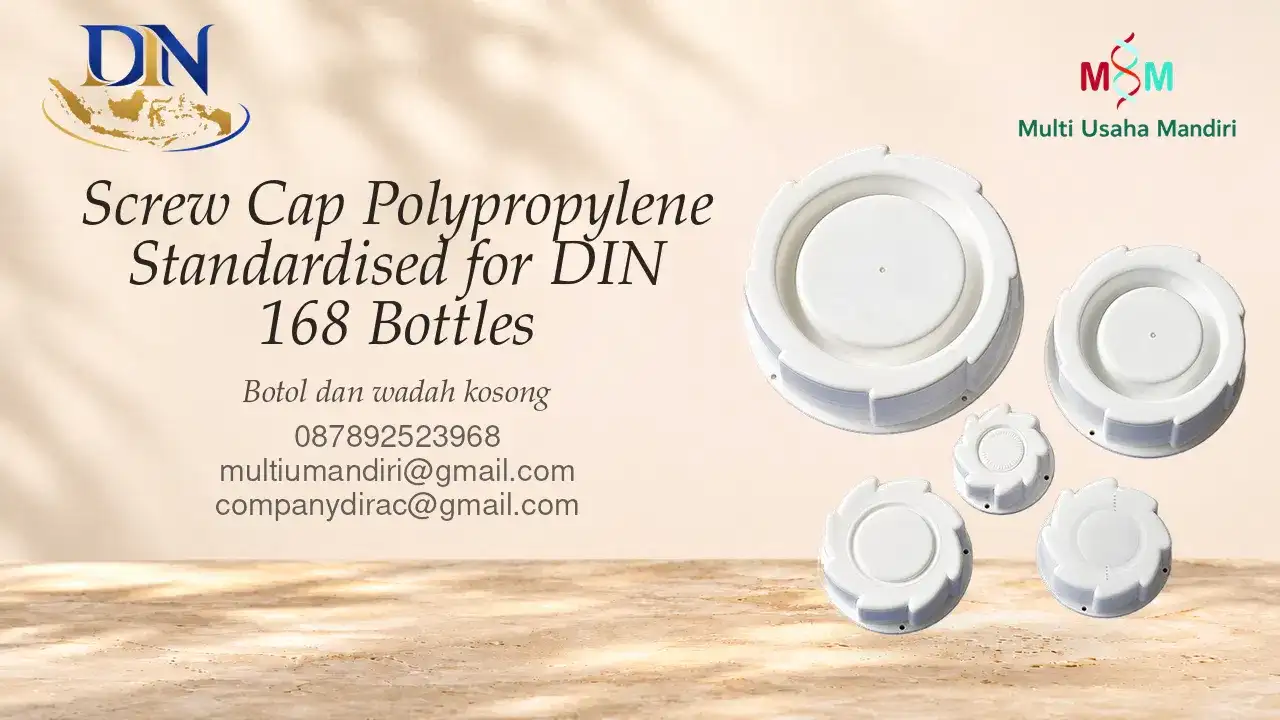 DIN
MSM
Multi Usaha Mandiri
Screw Cap Polypropylene
Standardised for DIN
168 Bottles
Botol dan wadah kosong
087892523968
multiumandiri@gmail.com
companydirac@gmail.com